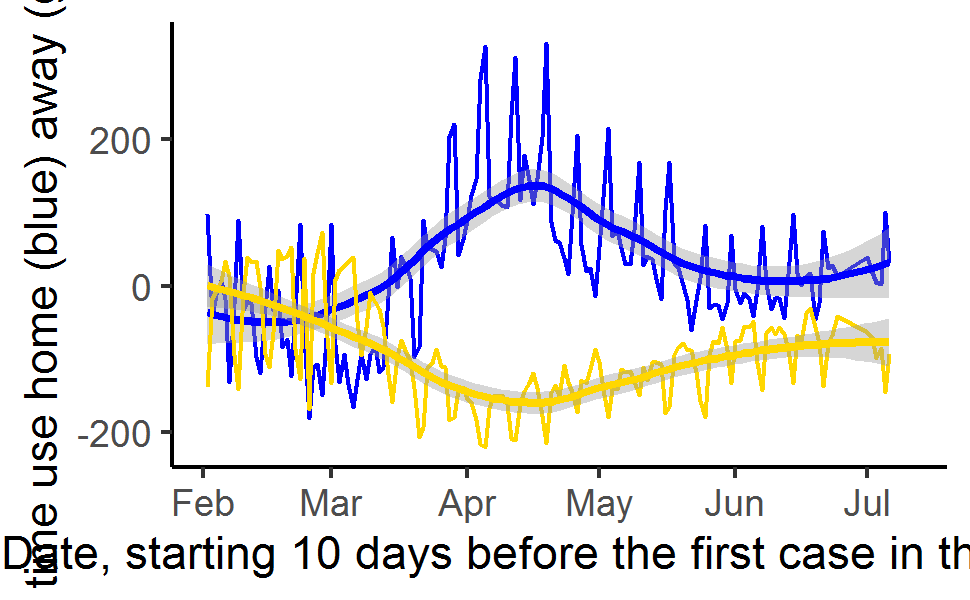 time use home (blue) away (
200
0
-200
Feb Mar Apr May Jun Jul
Date, starting 10 days before the first case in th